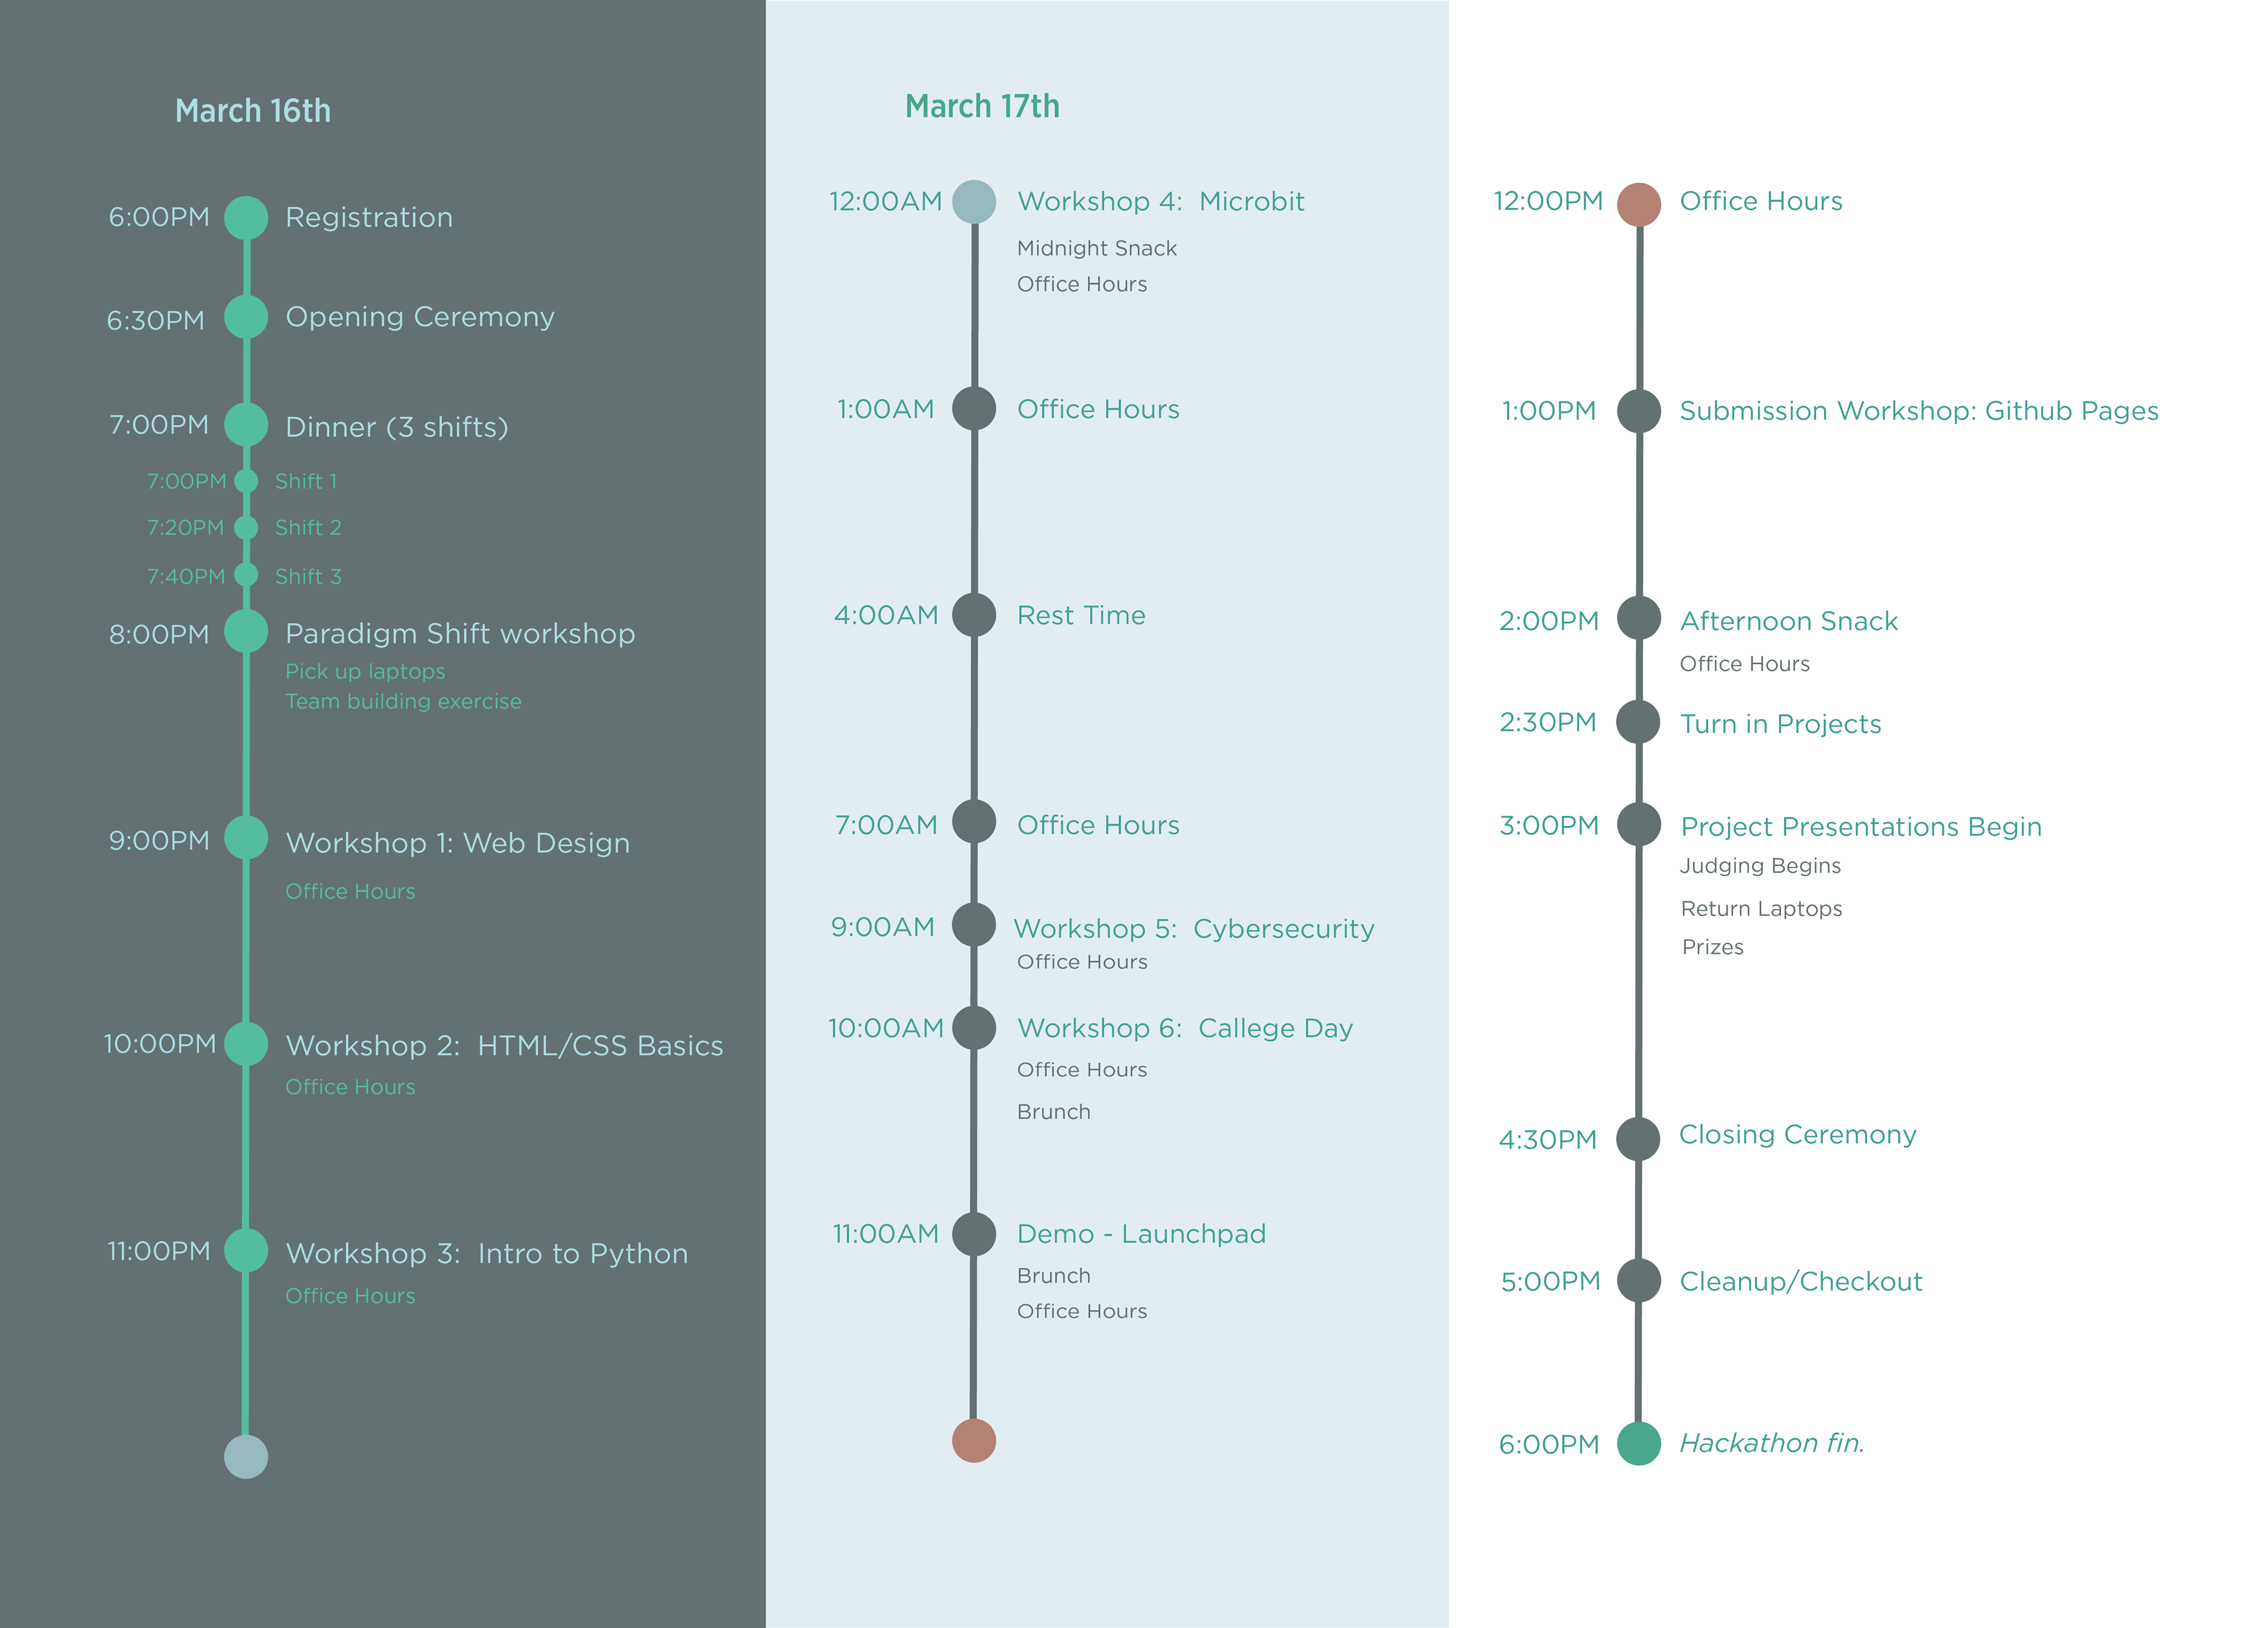 March 16th
6:00PM Registration
6:30PM Opening Ceremony
7:00PM Dinner (3 shifts)
7:00PM Shift 1
7:20PM Shift 2
7:40PM Shift 3
8:00PM Paradigm Shift workshop
Pick up laptops
Team building exercise
9:00PM Workshop 1: Web Design
Office Hours
10:00PM Workshop 2: HTML/CSS Basics
Office Hours
11:00PM Workshop 3: Intro to Python
Office Hours
March 17th
12:00AM Workshop 4: Microbit
Midnight Snack
Office Hours
1:00AM Office Hours
4:00AM Rest Time
7:00AM Office Hours
9:00AM Workshop 5: Cybersecurity
Office Hours
10:00AM Workshop 6: Callege Day
Office Hours
Brunch
11:00AM Demo - Launchpad
Brunch
Office Hours
12:00PM Office Hours
1:00PM Submission Workshop: Github Pages
2:00PM Afternoon Snack
Office Hours
2:30PM Turn in Projects
3:00PM Project Presentations Begin
Judging Begins
Return Laptops
Prizes
4:30PM Closing Ceremony
5:00PM Cleanup/Checkout
6:00PM Hackathon fin.